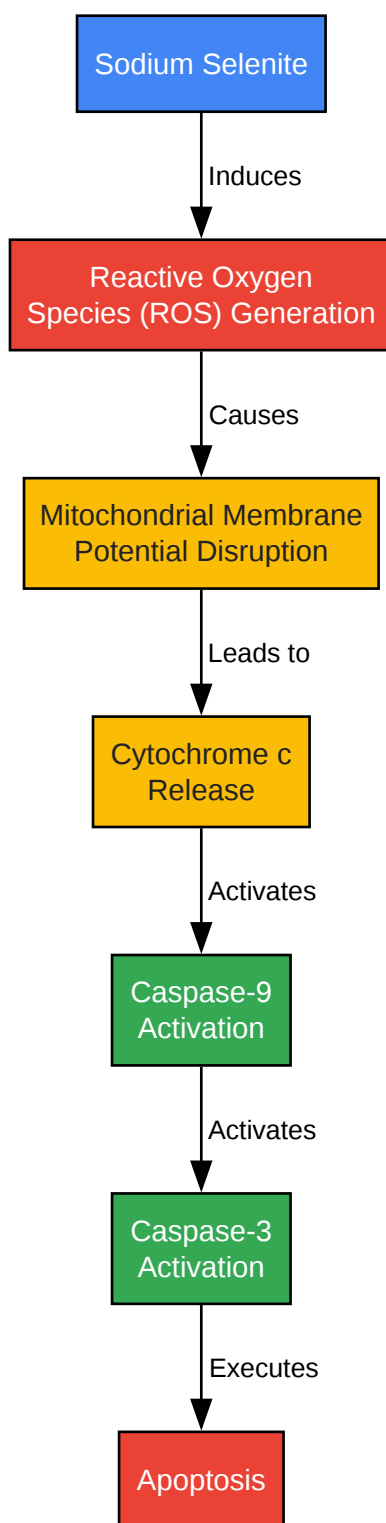 Sodium Selenite
Induces
Reactive Oxygen
Species (ROS) Generation
Causes
Mitochondrial Membrane
Potential Disruption
Leads to
Cytochrome c
Release
Activates
Caspase-9
Activation
Activates
Caspase-3
Activation
Executes
Apoptosis